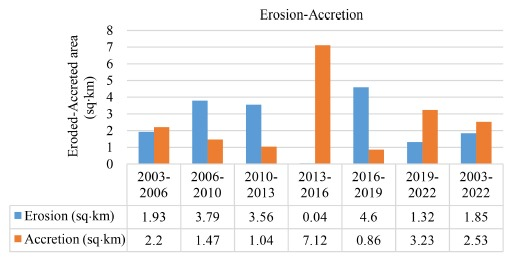 Erosion-Accretion
Eroded-Accreted area
(sq·km)
8
7
6
5
4
3
2
1
0
2003-2006 2006-2010 2010-2013 2013-2016 2016-2019 2019-2022 2003-2022
Erosion (sq·km) 1.93 3.79 3.56 0.04 4.6 1.32 1.85
Accretion (sq·km) 2.2 1.47 1.04 7.12 0.86 3.23 2.53